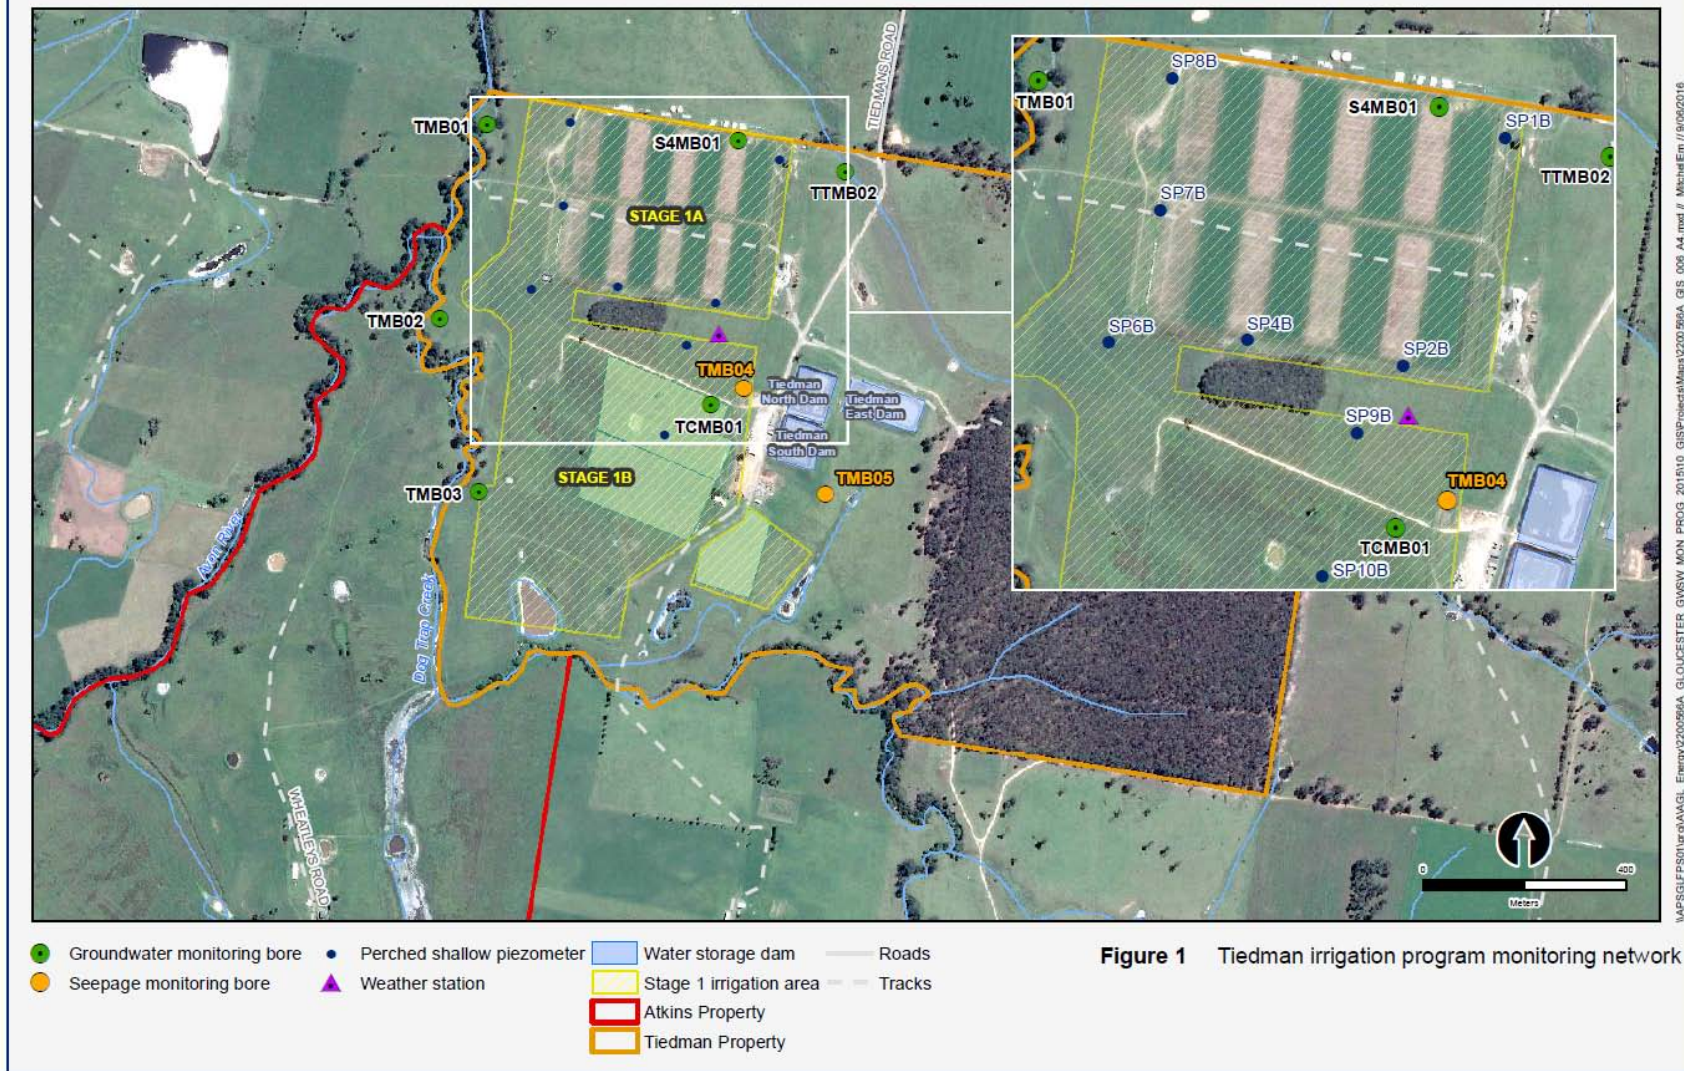 TIEDMANS ROAD
TMB01
S4MB01
TTMB02
STAGE 1A
TMB02
TMB04
Tiedman
North Dam
Tiedman
East Dam
TCMB01
Tiedman
South Dam
STAGE 1B
TMB05
TMB03
Avon River
Dog Trap Creek
WHEATLEYS ROAD
SP8B
TMB01
S4MB01
SP1B
TTMB02
SP7B
SP6B
SP4B
SP2B
SP9B
TMB04
TCMB01
SP10B
0
400
Meters
Groundwater monitoring bore
Perched shallow piezometer
Water storage dam
Roads
Seepage monitoring bore
Weather station
Stage 1 irrigation area
Tracks
Atkins Property
Tiedman Property
Figure 1 Tiedman irrigation program monitoring network